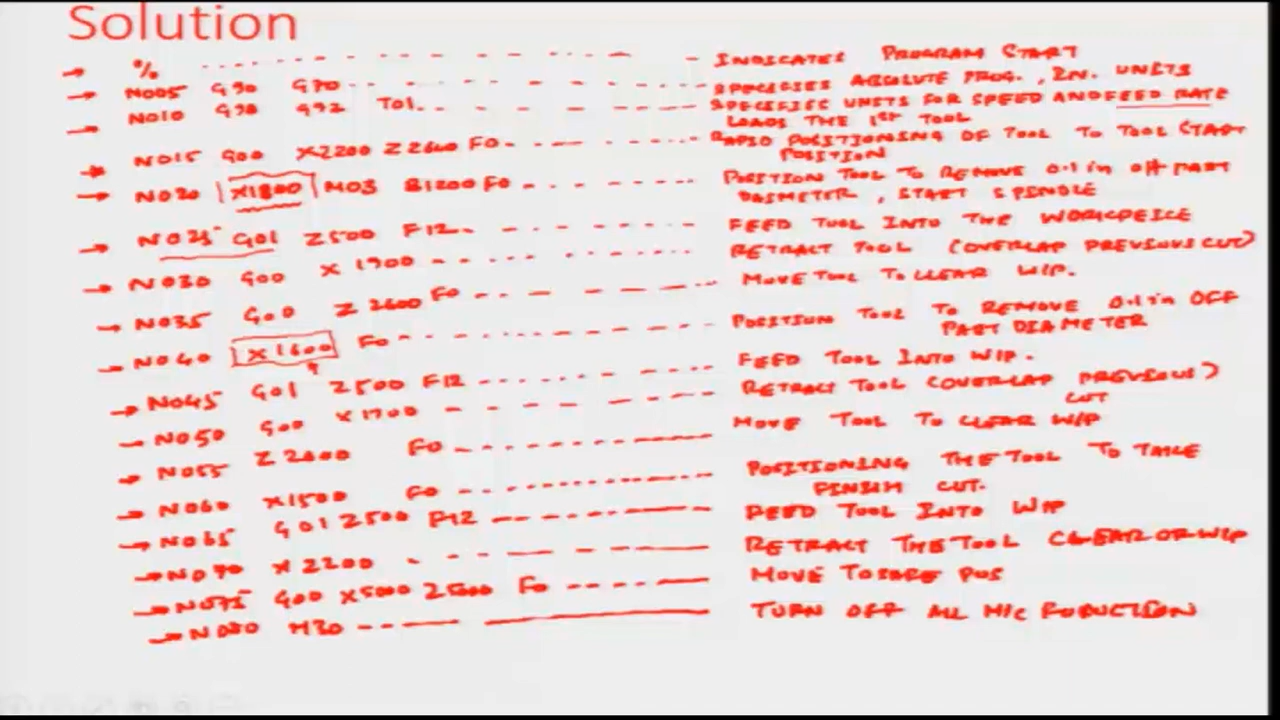 Solution
% INDICATES PROGRAM START
N005 G90 G70 SPECIFIES ABSOLUTE PROG., IN. UNITS
N010 G98 G92 T01. SPECIFIES UNITS FOR SPEED AND FEED RATE
LOADS THE 1ST TOOL
N015 G00 X2200 Z2600 F0. RAPID POSITIONING OF TOOL TO TOOL START
POSITION
N020 X1800 M03 S1200 F0 POSITION TOOL TO REMOVE 0.1 in off PART
DAIMETER, START SPINDLE
N025 G01 Z500 F12. FEED TOOL INTO THE WORKPEICE
N030 G00 X1900 RETRACT TOOL (OVERLAP PREVIOUS CUT)
N035 G00 Z2600 F0 MOVE TOOL TO CLEAR W/P.
N040 X1600 F0 POSITION TOOL TO REMOVE 0.1 in OFF
PART DIAMETER
N045 G01 Z500 F12 FEED TOOL INTO W/P.
N050 G00 X1700 RETRACT TOOL (OVERLAP PREVIOUS)
CUT
N055 Z2600 F0 MOVE TOOL TO CLEAR W/P
N060 X1500 F0 POSITIONING THE TOOL TO TAKE
FINISH CUT.
N065 G01 Z500 F12 FEED TOOL INTO W/P
N070 X2200 RETRACT THE TOOL CLEAR OF W/P
N075 G00 X5000 Z5000 F0 MOVE TO SAFE POS
N080 M30 TURN OFF ALL M/C FUNCTION